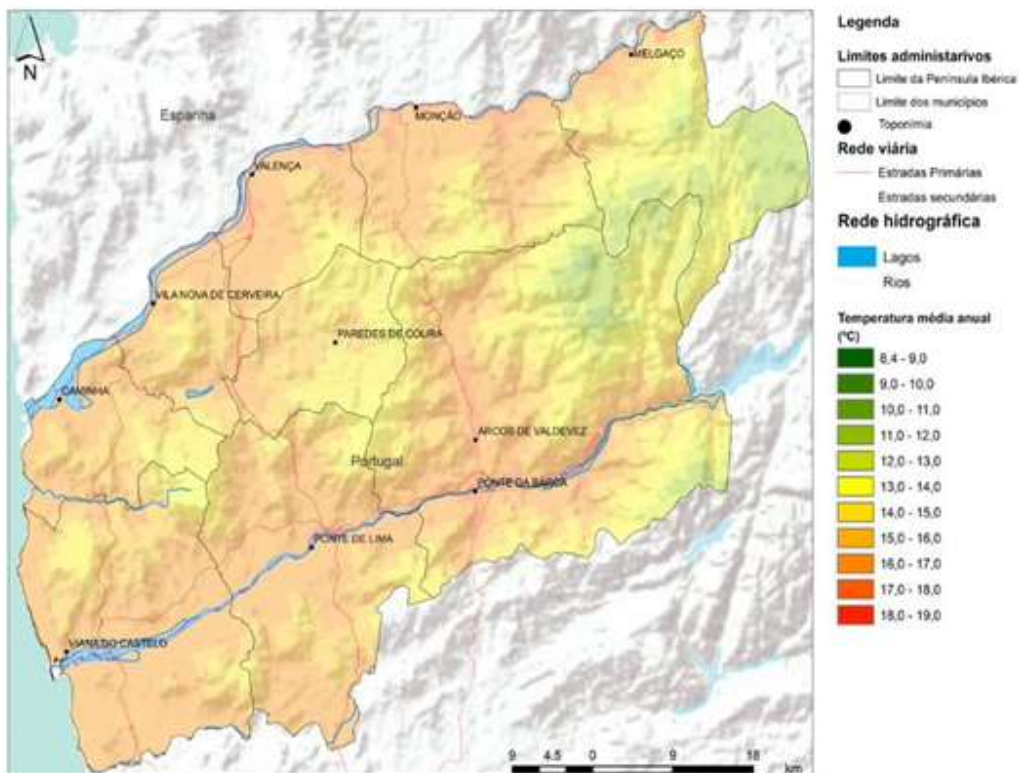 N
Espanha
MELGAÇO
MONÇÃO
VALENÇA
VILA NOVA DE CERVEIRA
PAREDES DE COURA
CAMINHA
ARCOS DE VALDEVEZ
Portugal
PONTE DA BARCA
PONTE DE LIMA
VIANA DO CASTELO
9 4.5 0 9 18
km
Legenda
Limites administarivos
Limite da Península Ibérica
Limite dos municípios
Toponímia
Rede viária
Estradas Primárias
Estradas secundárias
Rede hidrográfica
Lagos
Rios
Temperatura média anual
(ºC)
8,4 - 9,0
9,0 - 10,0
10,0 - 11,0
11,0 - 12,0
12,0 - 13,0
13,0 - 14,0
14,0 - 15,0
15,0 - 16,0
16,0 - 17,0
17,0 - 18,0
18,0 - 19,0